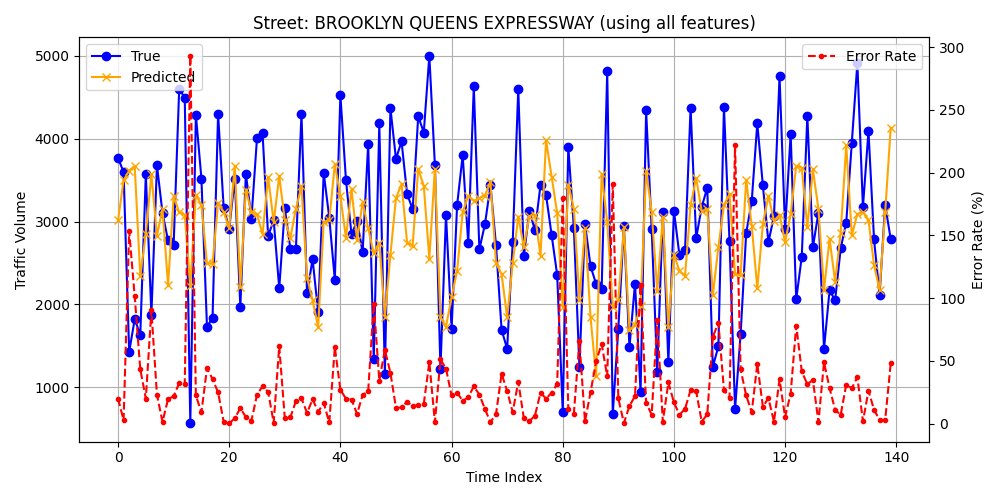 Street: BROOKLYN QUEENS EXPRESSWAY (using all features)
True
Predicted
Error Rate
5000
4000
3000
2000
1000
Traffic Volume
300
250
200
150
100
50
0
Error Rate (%)
0 20 40 60 80 100 120 140
Time Index